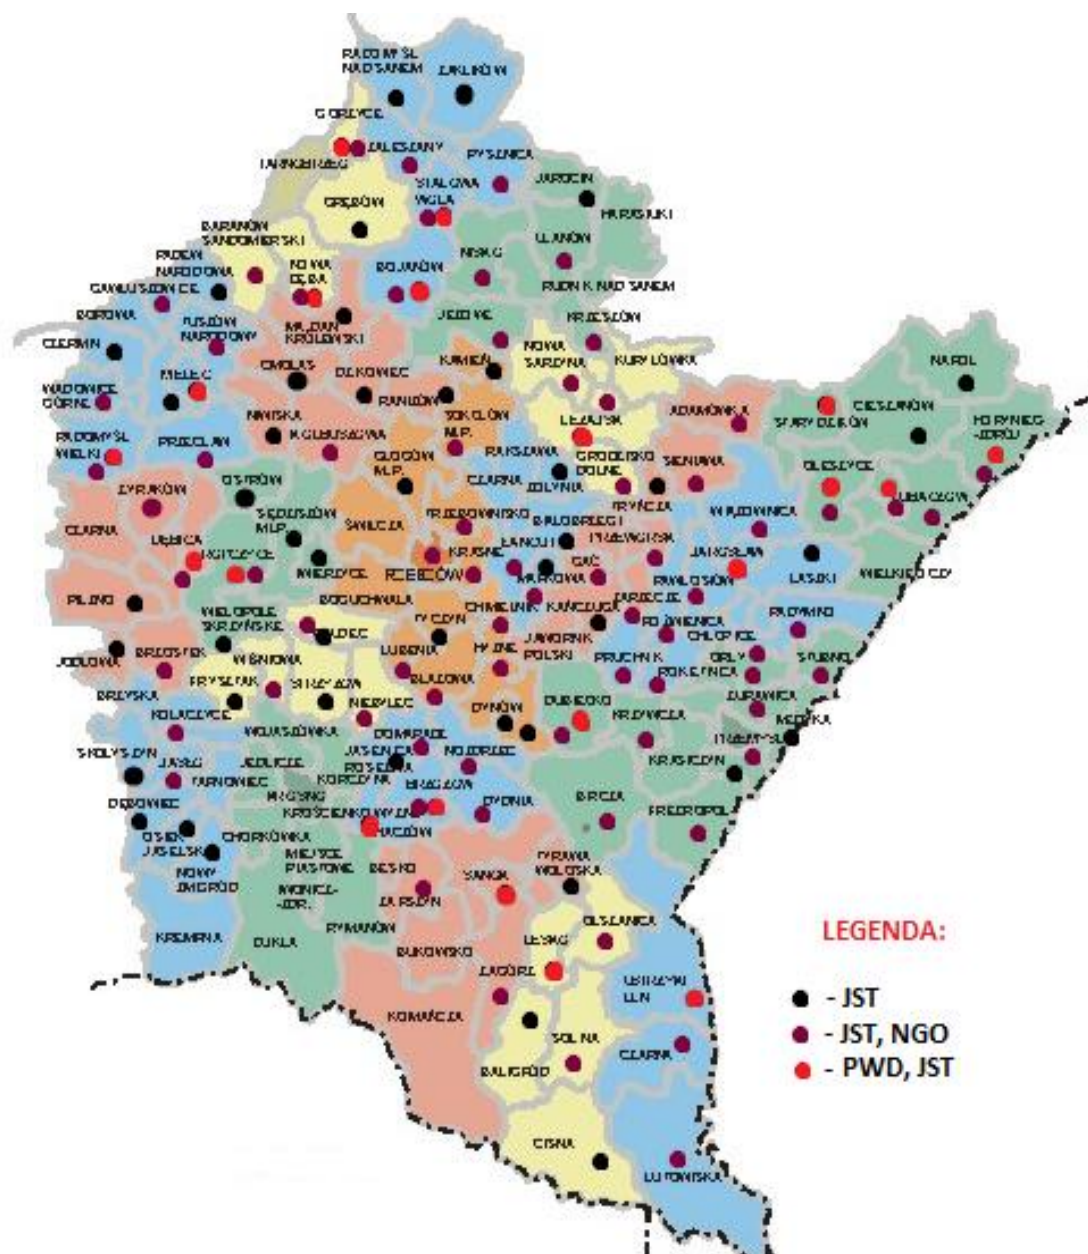 RADOMYŚL
NAD SANEM
ZAKLIKÓW
GORZYCE
ZALESZANY
PYSZNICA
TARNOBRZEG
STALOWA
WOLA
JAROCIN
GRĘBÓW
HARASIUKI
BARANÓW
SANDOMIERSKI
ULANÓW
NISKO
PADEW
NARODOWA
NOWA
DĘBA
BOJANÓW
RUDNIK NAD SANEM
GAWŁUSZOWICE
BOROWA
TUSZÓW
NARODOWY
MAJDAN
KRÓLEWSKI
JEŻOWE
KRZESZÓW
CZERMIN
NOWA
SARZYNA
KURYŁÓWKA
NAROL
KAMIEŃ
CMOLAS
DZIKOWIEC
MIELEC
RANIŻÓW
WADOWICE
GÓRNE
SOKOŁÓW
MŁP.
LEŻAJSK
ADAMÓWKA
STARY DZIKÓW
CIESZANÓW
HORYNIEC
-ZDRÓJ
NIWISKA
KOLBUSZOWA
RADOMYŚL
WIELKI
PRZECŁAW
GŁOGÓW
MŁP.
RAKSZAWA
GRODZISKO
DOLNE
SIENIAWA
OLESZYCE
OSTRÓW
CZARNA
ŻOŁYNIA
LUBACZÓW
ŻYRAKÓW
SĘDZISZÓW
MŁP.
ŚWILCZA
TRZEBOWNISKO
BIAŁOBRZEGI
TRYŃCZA
WIĄZOWNICA
CZARNA
DĘBICA
KRASNE
ŁAŃCUT
PRZEWORSK
JAROSŁAW
ROPCZYCE
IWIERZYCE
RZESZÓW
MARKOWA
GAĆ
PAWŁOSIÓW
LASZKI
WIELKIE OCZY
PILZNO
BOGUCHWAŁA
CHMIELNIK
KAŃCZUGA
ZARZECZE
WIELOPOLE
SKRZYŃSKIE
TYCZYN
ROŹWIENICA
RADYMNO
CHŁOPICE
JODŁOWA
BRZOSTEK
WIŚNIOWA
LUBENIA
HYŻNE
JAWORNIK
POLSKI
PRUCHNIK
ORŁY
STUBNO
ROKIETNICA
FRYSZTAK
STRZYŻÓW
BŁAŻOWA
BRZYSKA
KOŁACZYCE
NIEBYLEC
DYNÓW
DUBIECKO
KRZYWCZA
ŻURAWICA
MEDYKA
WOJASZÓWKA
DOMARADZ
PRZEMYŚL
SKOŁYSZYN
JASŁO
JEDLICZE
JASIENICA
ROSIELNA
NOZDRZEC
KRASICZYN
TARNOWIEC
KORCZYNA
BRZOZÓW
DĘBOWIEC
KROSNO
DYDNIA
BIRCZA
FREDROPOL
KROŚCIENKO WYŻNE
HACZÓW
OSIEK
JASIELSKI
CHORKÓWKA
MIEJSCE
PIASTOWE
NOWY
ŻMIGRÓD
BESKO
SANOK
TYRAWA
WOŁOSKA
IWONICZ-
-ZDR.
ZARSZYN
OLSZANICA
KREMPNA
DUKLA
RYMANÓW
BUKOWSKO
LESKO
LEGENDA:
ZAGÓRZ
USTRZYKI
DLN
- JST
KOMAŃCZA
SOLINA
- JST, NGO
CZARNA
BALIGRÓD
- PWD, JST
CISNA
LUTOWISKA